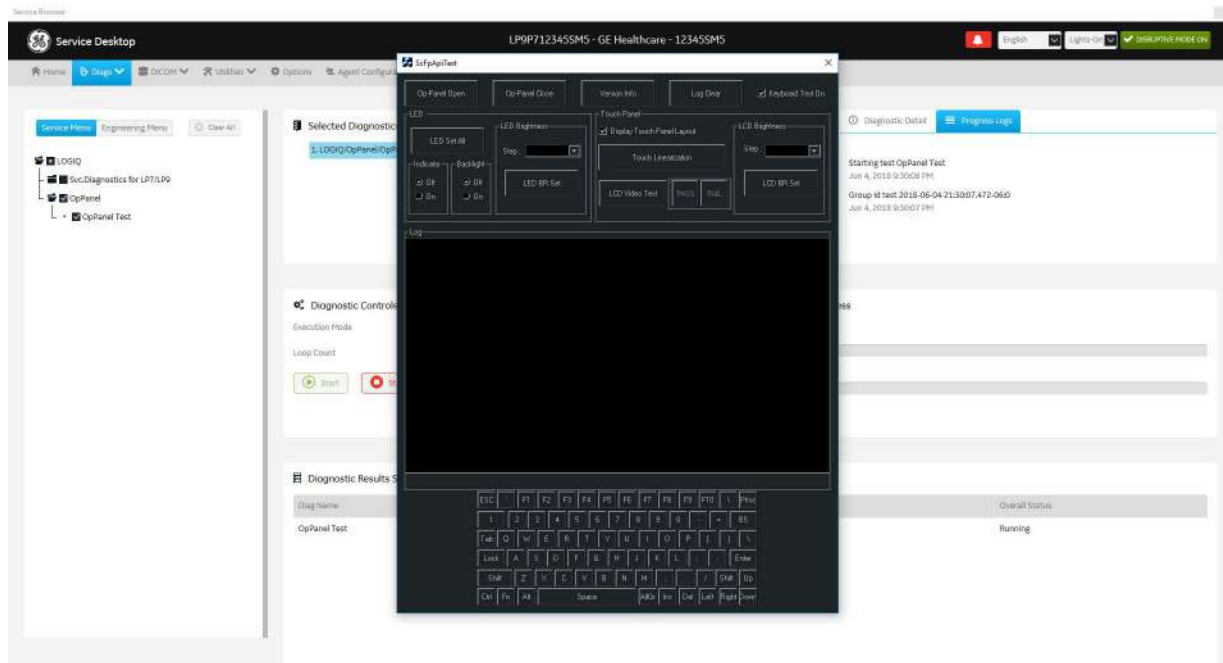 Service Browser
Service Desktop
LP9P712345SM5 - GE Healthcare - 12345SM5
English
Lights-On
DISRUPTIVE MODE ON
Home
Diags
DICOM
Utilities
Options
Agent Configura
ScFpApiTest
Op Panel Open
Op-Panel Close
Version Info
Log Clear
Keyboard Test On
Service Menu
Engineering Menu
Clear All
LOGIQ
Svc.Diagnostics for LP7/LP9
OpPanel
OpPanel Test
Selected Diagnostic
1. LOGIQ/OpPanel/OpP
LED
LED Set All
Indicator
Off
On
Backlight
Off
On
LED Brightness
Step:
LED BR Set
Touch Panel
Display Touch Panel Layout
Touch Linearization
LCD Video Test
PASS
FAIL
LCD Brightness
Step:
LCD BR Set
Diagnostic Detail
Progress Logs
Starting test OpPanel Test
Jun 4, 2018 9:30:08 PM
Group id test 2018-06-04-21:30:07.472-06:0
Jun 4, 2018 9:30:07 PM
Log
Diagnostic Controls
Execution Mode
Loop Count
Start
St
ess
Diagnostic Results S
Diag Name
Overall Status
OpPanel Test
Running
ESC F1 F2 F3 F4 F5 F6 F7 F8 F9 F10 \
1 2 3 4 5 6 7 8 9 0 - + BS
Tab Q W E R T Y U I O P [ ] \
Lock A S D F G H J K L ; Enter
Shift Z X C V B N M . / Shift Up
Ctrl Fn Alt Space AltGr Ins Del Left Right Down